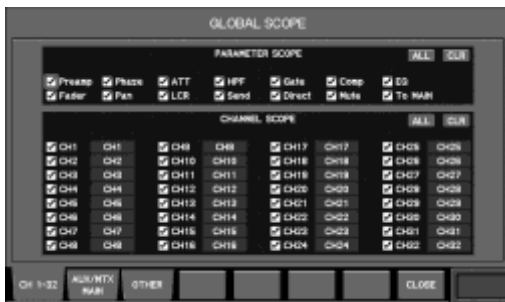 GLOBAL SCOPE
PARAMETER SCOPE ALL CLR
Preamp Phase ATT HPF Gate Comp EQ
Fader Pan LCR Send Direct Mute To MAIN
CHANNEL SCOPE ALL CLR
CH1 CH1 CH9 CH9 CH17 CH17 CH25 CH25
CH2 CH2 CH10 CH10 CH18 CH18 CH26 CH26
CH3 CH3 CH11 CH11 CH19 CH19 CH27 CH27
CH4 CH4 CH12 CH12 CH20 CH20 CH28 CH28
CH5 CH5 CH13 CH13 CH21 CH21 CH29 CH29
CH6 CH6 CH14 CH14 CH22 CH22 CH30 CH30
CH7 CH7 CH15 CH15 CH23 CH23 CH31 CH31
CH8 CH8 CH16 CH16 CH24 CH24 CH32 CH32
CH 1-32 AUX/MTX MAIN OTHER CLOSE